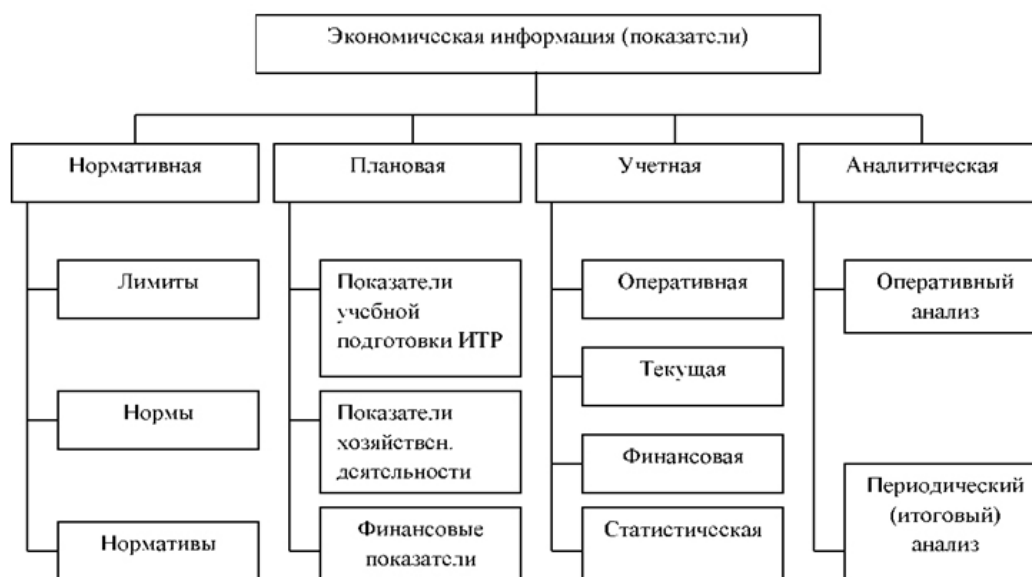 Экономическая информация (показатели)
Нормативная
Плановая
Учетная
Аналитическая
Лимиты
Нормы
Нормативы
Показатели
учебной
подготовки ИТР
Показатели
хозяйствен.
деятельности
Финансовые
показатели
Оперативная
Текущая
Финансовая
Статистическая
Оперативный
анализ
Периодический
(итоговый)
анализ